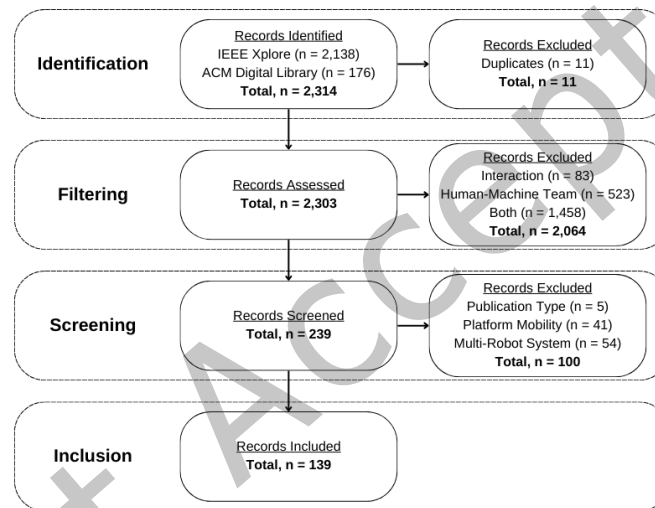 Identification
Records Identified
IEEE Xplore (n = 2,138)
ACM Digital Library (n = 176)
Total, n = 2,314
Records Excluded
Duplicates (n = 11)
Total, n = 11
Filtering
Records Assessed
Total, n = 2,303
Records Excluded
Interaction (n = 83)
Human-Machine Team (n = 523)
Both (n = 1,458)
Total, n = 2,064
Screening
Records Screened
Total, n = 239
Records Excluded
Publication Type (n = 5)
Platform Mobility (n = 41)
Multi-Robot System (n = 54)
Total, n = 100
Inclusion
Records Included
Total, n = 139
t Accept